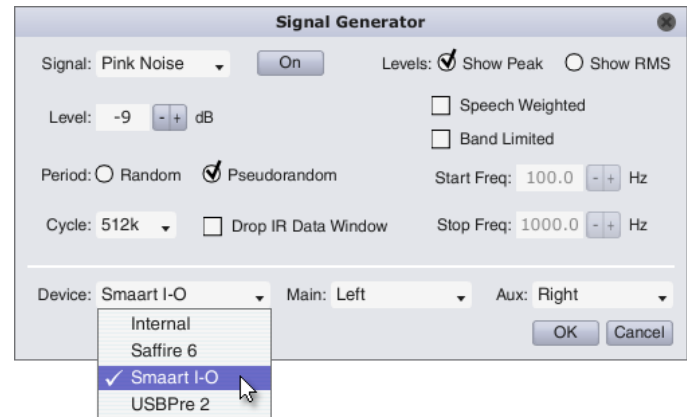 Signal Generator
Signal: Pink Noise On Levels: Show Peak Show RMS
Level: -9 - + dB
Speech Weighted
Band Limited
Period: Random Pseudorandom
Start Freq: 100.0 - + Hz
Cycle: 512k Drop IR Data Window
Stop Freq: 1000.0 - + Hz
Device: Smaart I-O Main: Left Aux: Right
OK Cancel
Internal
Saffire 6
Smaart I-O
USBPre 2